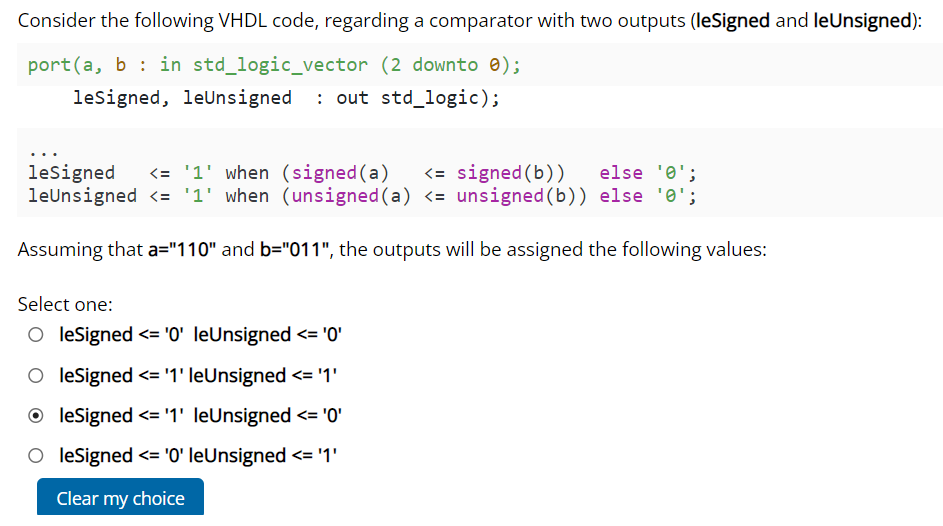 Consider the following VHDL code, regarding a comparator with two outputs (leSigned and leUnsigned):
port(a, b : in std_logic_vector (2 downto 0);
leSigned, leUnsigned : out std_logic);
...
leSigned <= '1' when (signed(a) <= signed(b)) else '0';
leUnsigned <= '1' when (unsigned(a) <= unsigned(b)) else '0';
Assuming that a="110" and b="011", the outputs will be assigned the following values:
Select one:
leSigned <= '0' leUnsigned <= '0'
leSigned <= '1' leUnsigned <= '1'
leSigned <= '1' leUnsigned <= '0'
leSigned <= '0' leUnsigned <= '1'
Clear my choice